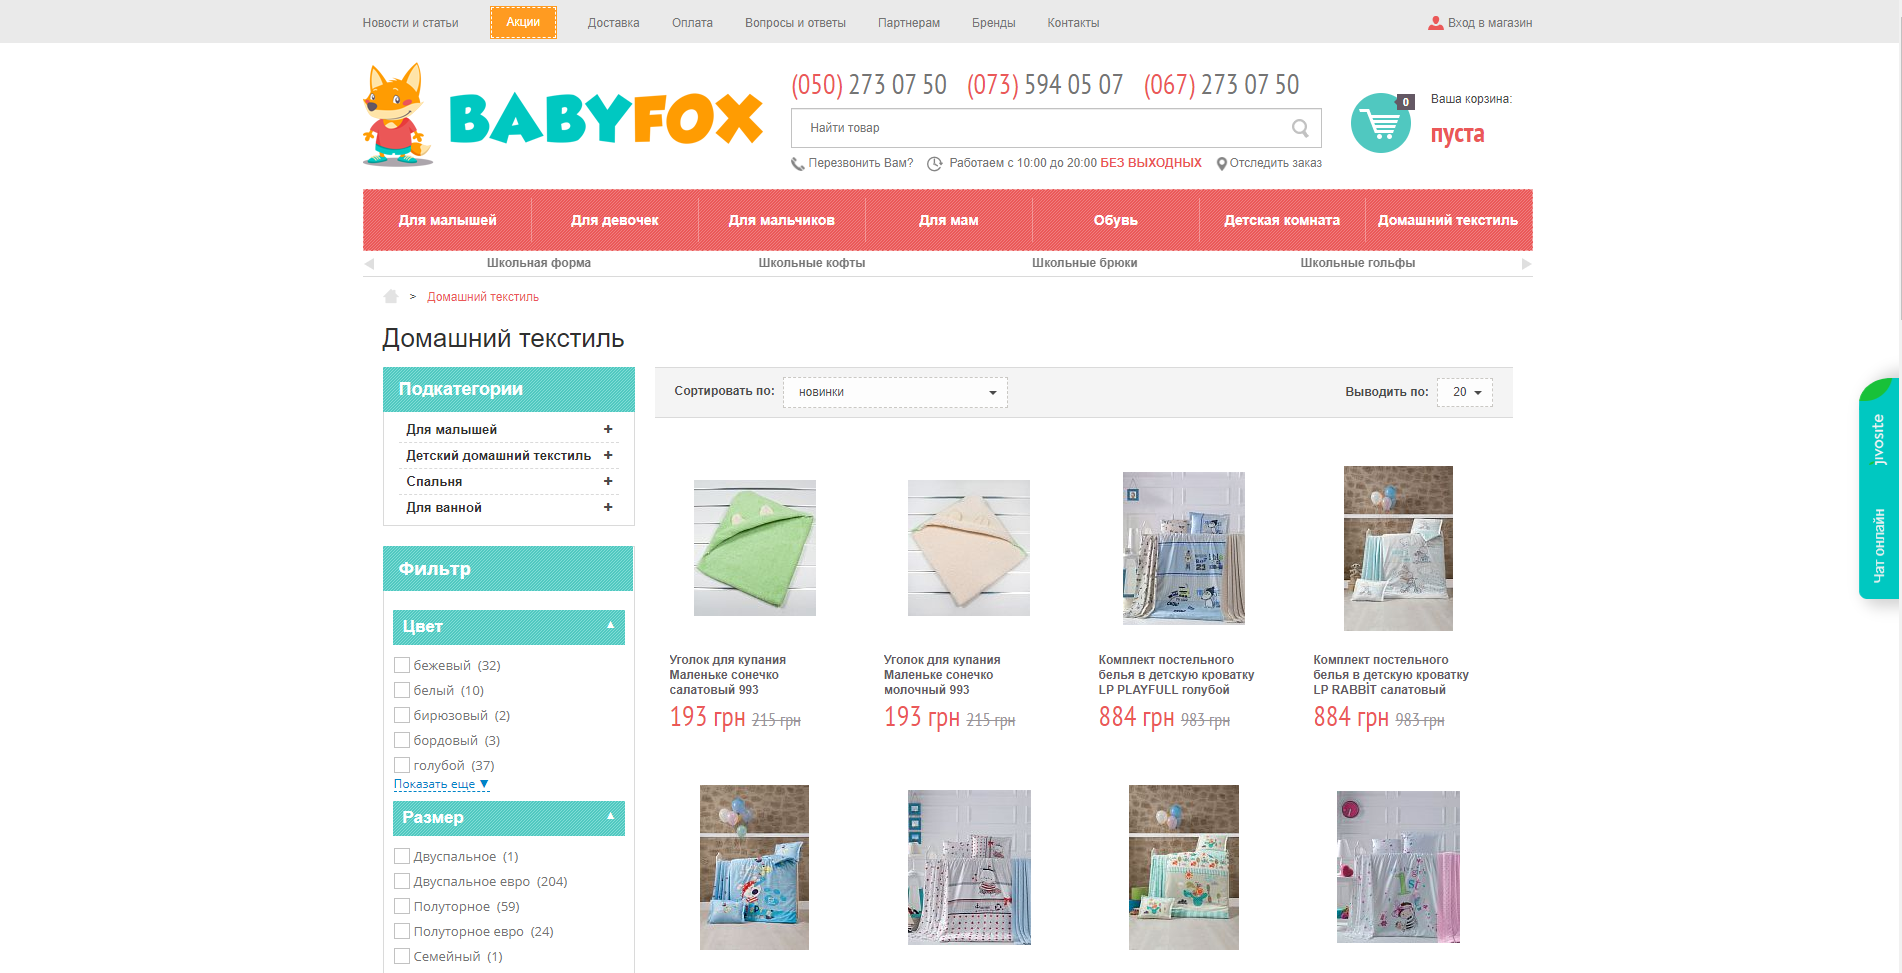 Новости и статьи
Акции
Доставка
Оплата
Вопросы и ответы
Партнерам
Бренды
Контакты
Вход в магазин
BABYFOX
(050) 273 07 50 (073) 594 05 07 (067) 273 07 50
Найти товар
Перезвонить Вам?
Работаем с 10:00 до 20:00 БЕЗ ВЫХОДНЫХ
Отследить заказ
0
Ваша корзина:
пуста
Для малышей
Для девочек
Для мальчиков
Для мам
Обувь
Детская комната
Домашний текстиль
Школьная форма
Школьные кофты
Школьные брюки
Школьные гольфы
> Домашний текстиль
Домашний текстиль
Подкатегории
Для малышей +
Детский домашний текстиль +
Спальня +
Для ванной +
Фильтр
Цвет ▲
бежевый (32)
белый (10)
бирюзовый (2)
бордовый (3)
голубой (37)
Показать еще ▼
Размер ▲
Двуспальное (1)
Двуспальное евро (204)
Полуторное (59)
Полуторное евро (24)
Семейный (1)
Сортировать по: новинки
Выводить по: 20
Уголок для купания
Маленьке сонечко
салатовый 993
193 грн 215 грн
Уголок для купания
Маленьке сонечко
молочный 993
193 грн 215 грн
Комплект постельного
белья в детскую кроватку
LP PLAYFULL голубой
884 грн 983 грн
Комплект постельного
белья в детскую кроватку
LP RABBİT салатовый
884 грн 983 грн
jivosite
Чат онлайн